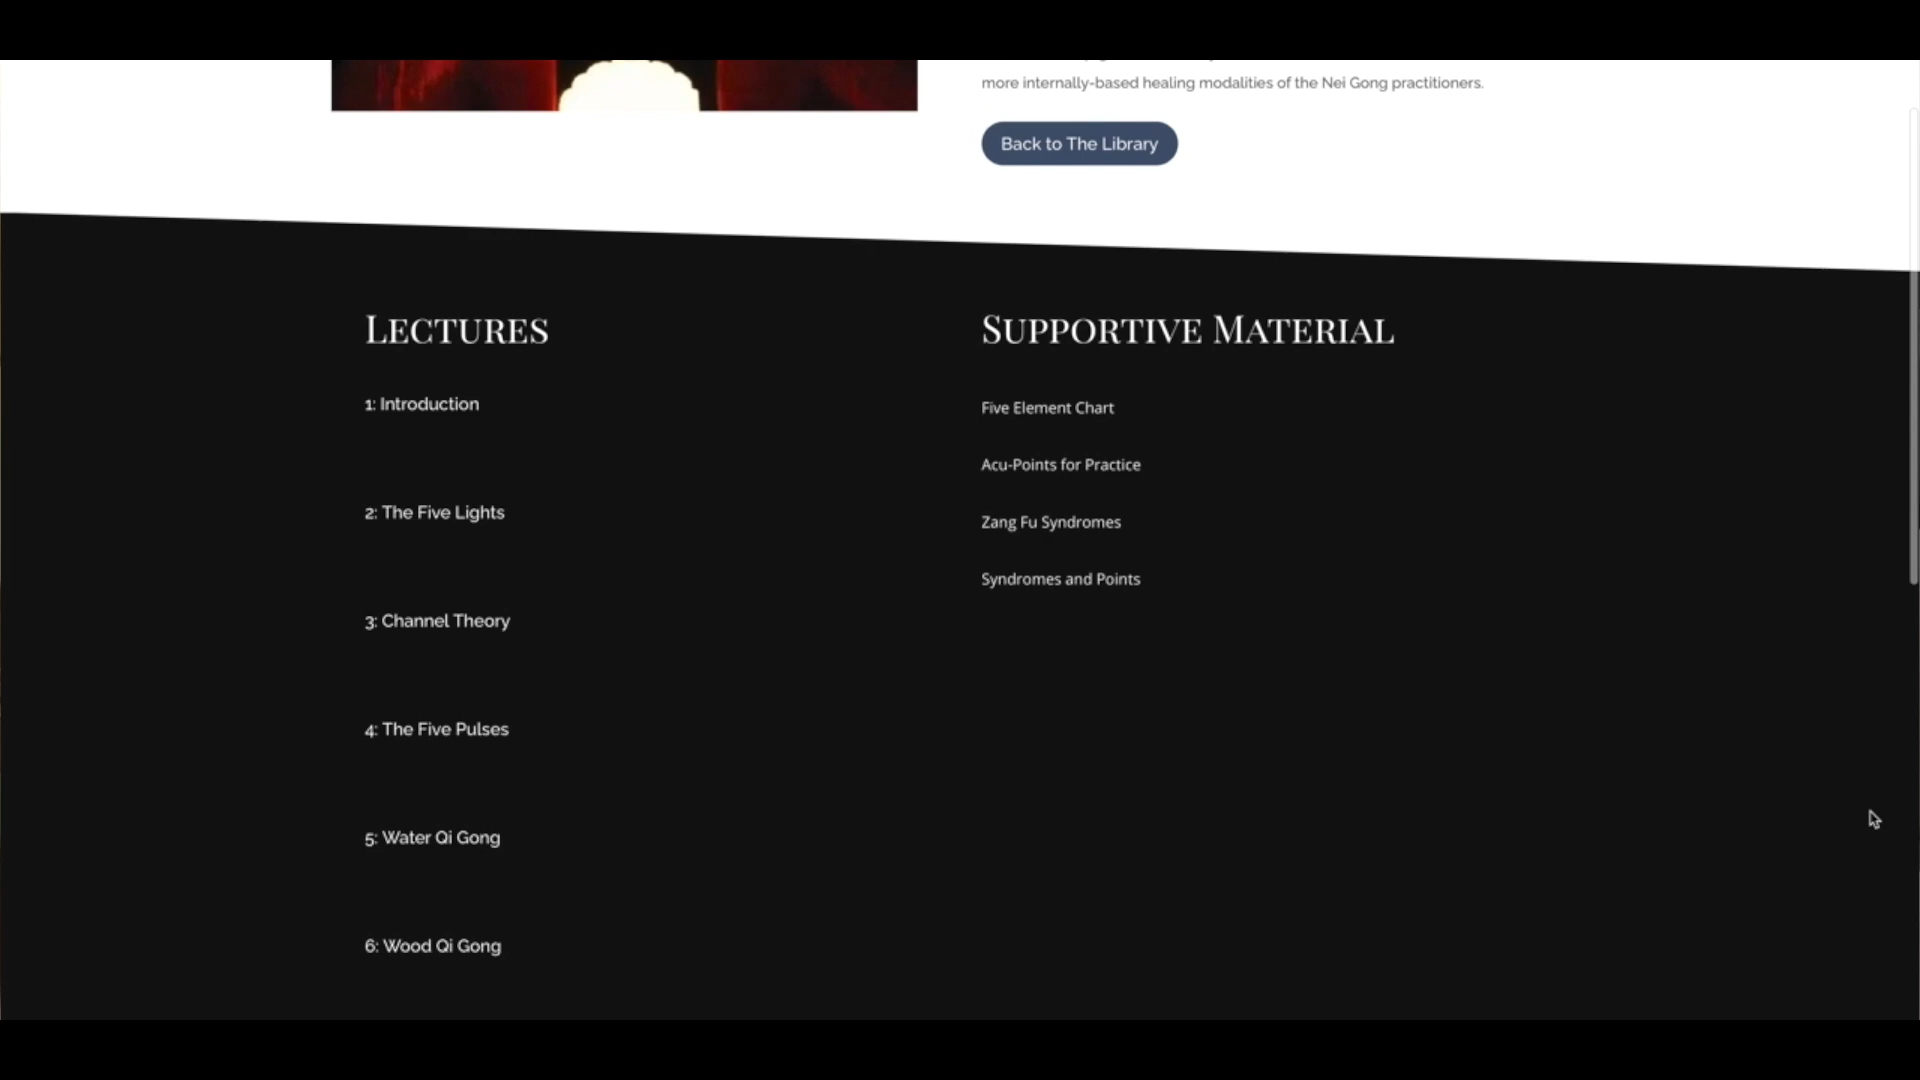 more internally-based healing modalities of the Nei Gong practitioners.
Back to The Library
Lectures
1: Introduction
2: The Five Lights
3: Channel Theory
4: The Five Pulses
5: Water Qi Gong
6: Wood Qi Gong
Supportive Material
Five Element Chart
Acu-Points for Practice
Zang Fu Syndromes
Syndromes and Points